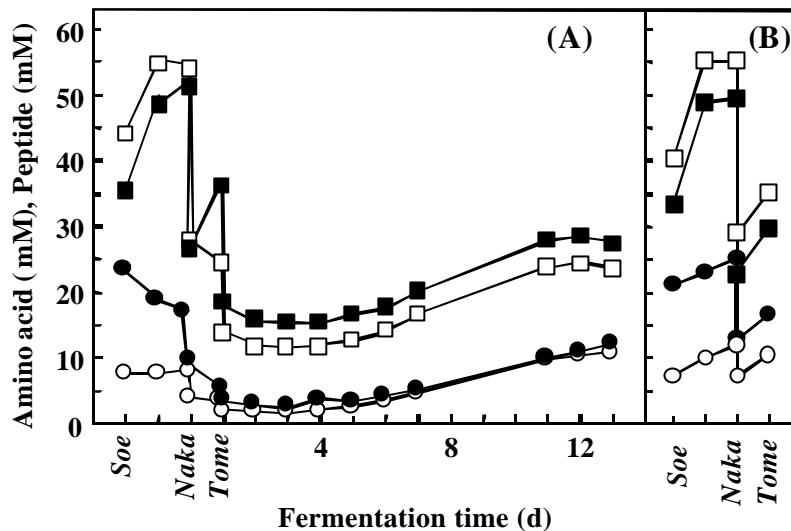 Amino acid ( mM), Peptide (mM)
60
50
40
30
20
10
0
(A)
(B)
Soe
Naka
Tome
4
8
12
Soe
Naka
Tome
Fermentation time (d)